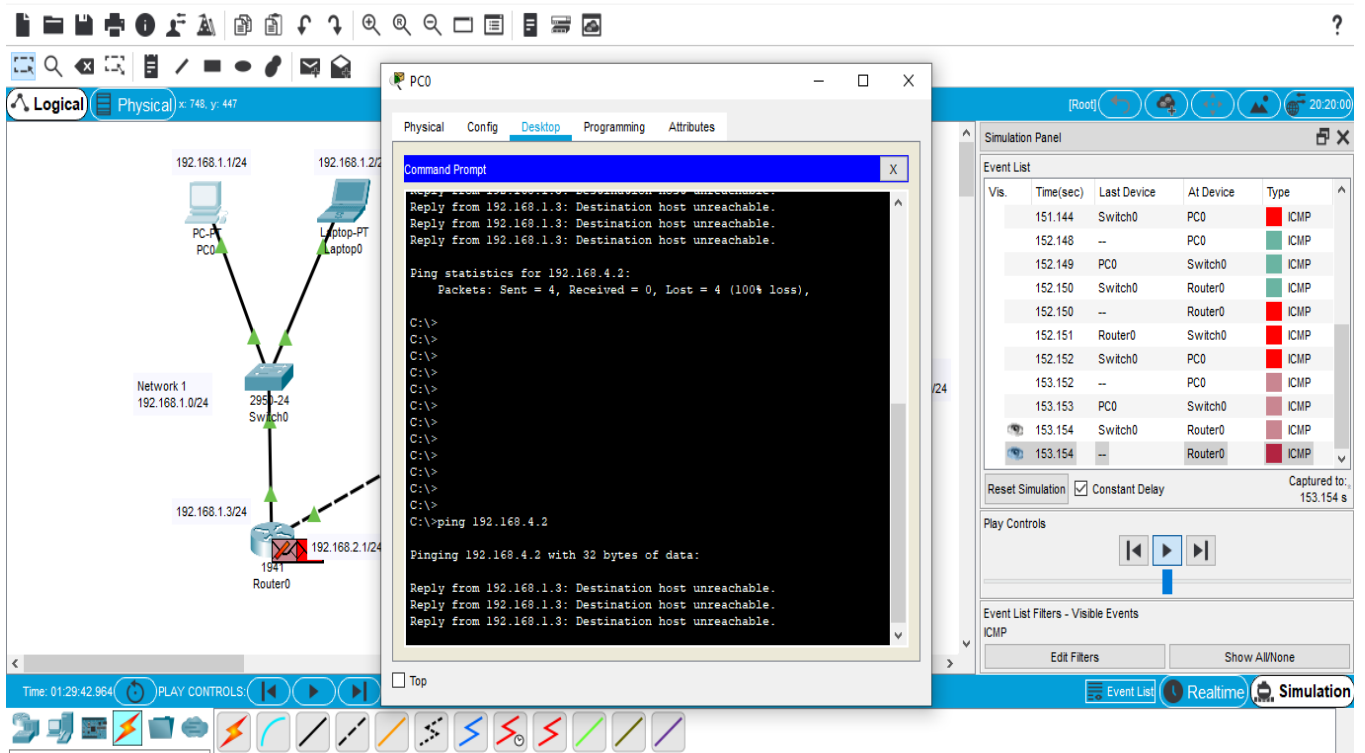 ?
Logical
Physical
x: 748, y: 447
[Root]
20:20:00
192.168.1.1/24
192.168.1.2/2
PC-PT
PC0
Laptop-PT
Laptop0
Network 1
192.168.1.0/24
2950-24
Switch0
192.168.1.3/24
192.168.2.1/24
1941
Router0
/24
PC0
Physical Config Desktop Programming Attributes
Command Prompt
X
Reply from 192.168.1.3: Destination host unreachable.
Reply from 192.168.1.3: Destination host unreachable.
Reply from 192.168.1.3: Destination host unreachable.
Reply from 192.168.1.3: Destination host unreachable.
Ping statistics for 192.168.4.2:
Packets: Sent = 4, Received = 0, Lost = 4 (100% loss),
C:\>
C:\>
C:\>
C:\>
C:\>
C:\>
C:\>
C:\>
C:\>
C:\>
C:\>
C:\>
C:\>ping 192.168.4.2
Pinging 192.168.4.2 with 32 bytes of data:
Reply from 192.168.1.3: Destination host unreachable.
Reply from 192.168.1.3: Destination host unreachable.
Reply from 192.168.1.3: Destination host unreachable.
Top
Simulation Panel
Event List
Vis. Time(sec) Last Device At Device Type
151.144 Switch0 PC0 ICMP
152.148 -- PC0 ICMP
152.149 PC0 Switch0 ICMP
152.150 Switch0 Router0 ICMP
152.150 -- Router0 ICMP
152.151 Router0 Switch0 ICMP
152.152 Switch0 PC0 ICMP
153.152 -- PC0 ICMP
153.153 PC0 Switch0 ICMP
153.154 Switch0 Router0 ICMP
153.154 -- Router0 ICMP
Reset Simulation
Constant Delay
Captured to:
153.154 s
Play Controls
Event List Filters - Visible Events
ICMP
Edit Filters
Show All/None
Time: 01:29:42.964
PLAY CONTROLS:
Event List
Realtime
Simulation